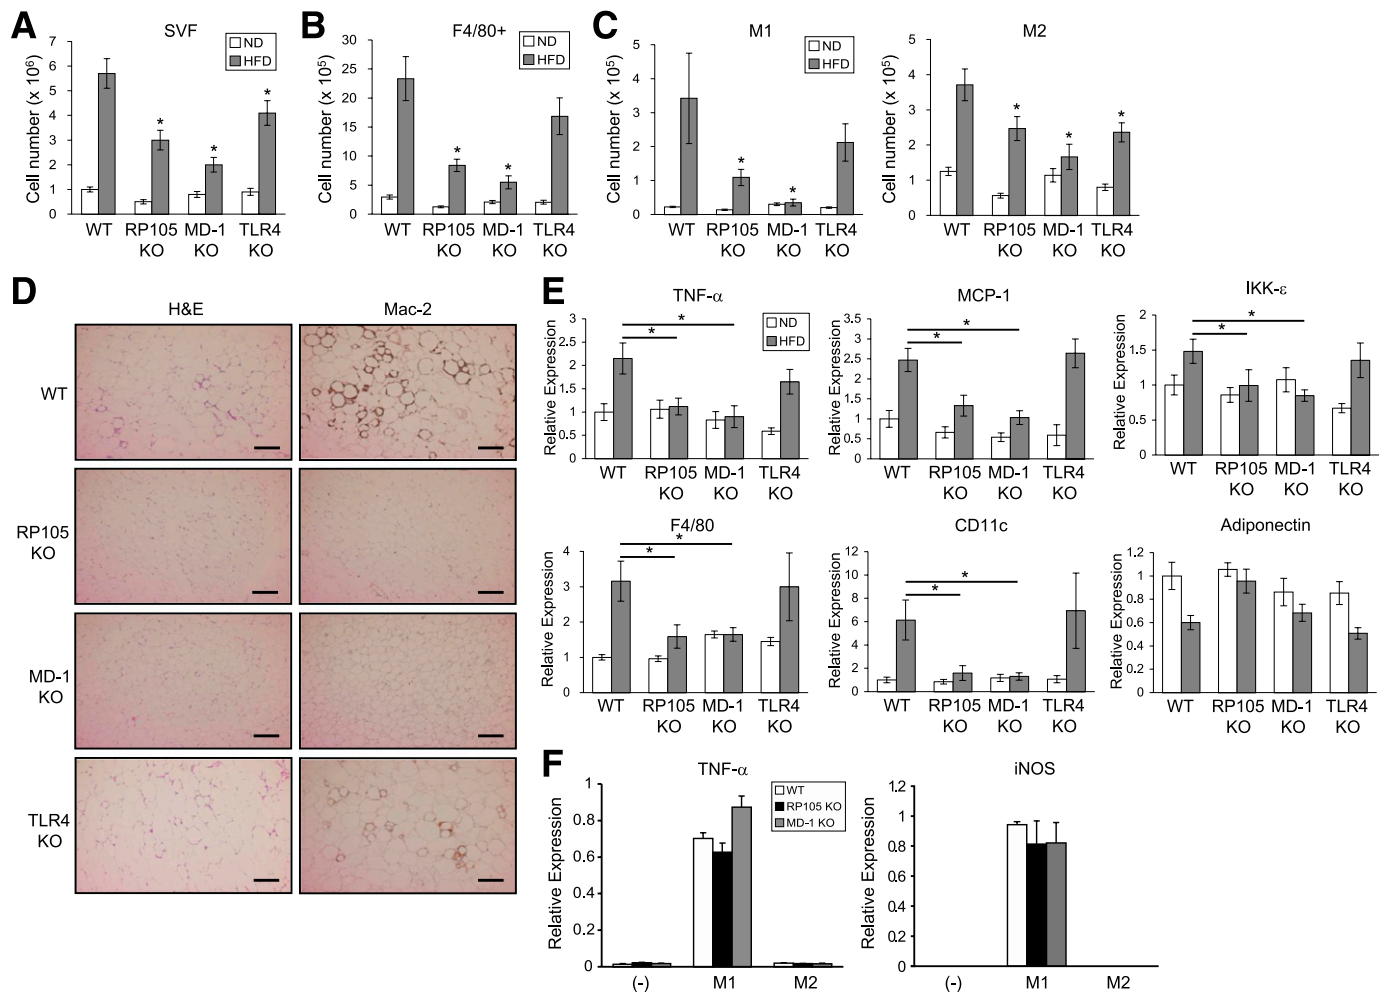 A
SVF
Cell number (x 10⁶)
7
6
5
4
3
2
1
0
ND
HFD
*
*
*
WT
RP105 KO
MD-1 KO
TLR4 KO
B
F4/80+
Cell number (x 10⁵)
30
25
20
15
10
5
0
ND
HFD
*
*
WT
RP105 KO
MD-1 KO
TLR4 KO
C
M1
Cell number (x 10⁵)
5
4
3
2
1
0
ND
HFD
*
*
WT
RP105 KO
MD-1 KO
TLR4 KO
M2
Cell number (x 10⁵)
5
4
3
2
1
0
*
*
*
WT
RP105 KO
MD-1 KO
TLR4 KO
D
H&E
Mac-2
WT
RP105 KO
MD-1 KO
TLR4 KO
E
TNF-α
Relative Expression
3
2.5
2
1.5
1
0.5
0
ND
HFD
*
*
WT
RP105 KO
MD-1 KO
TLR4 KO
MCP-1
Relative Expression
3.5
3
2.5
2
1.5
1
0.5
0
*
*
WT
RP105 KO
MD-1 KO
TLR4 KO
IKK-ε
Relative Expression
2
1.5
1
0.5
0
*
*
WT
RP105 KO
MD-1 KO
TLR4 KO
F4/80
Relative Expression
4
3
2
1
0
*
*
WT
RP105 KO
MD-1 KO
TLR4 KO
CD11c
Relative Expression
12
10
8
6
4
2
0
*
*
WT
RP105 KO
MD-1 KO
TLR4 KO
Adiponectin
Relative Expression
1.2
1
0.8
0.6
0.4
0.2
0
WT
RP105 KO
MD-1 KO
TLR4 KO
F
TNF-α
Relative Expression
1
0.8
0.6
0.4
0.2
0
WT
RP105 KO
MD-1 KO
(-)
M1
M2
iNOS
Relative Expression
1.2
1
0.8
0.6
0.4
0.2
0
(-)
M1
M2